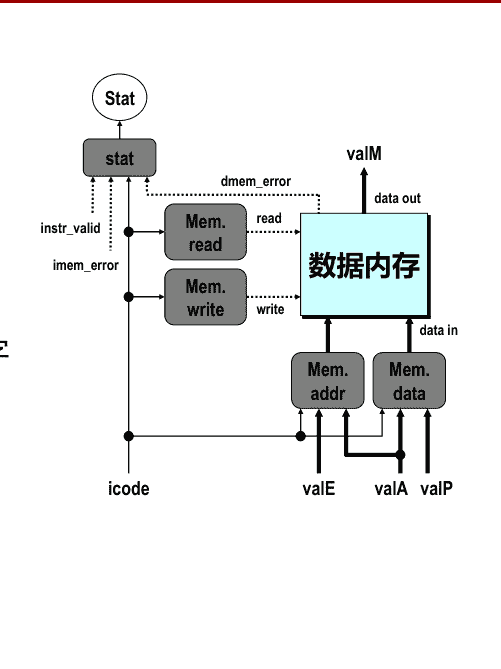 Stat
stat
valM
dmem_error
data out
instr_valid
Mem.
read
read
imem_error
数据内存
Mem.
write
write
data in
Mem.
addr
Mem.
data
icode
valE
valA
valP